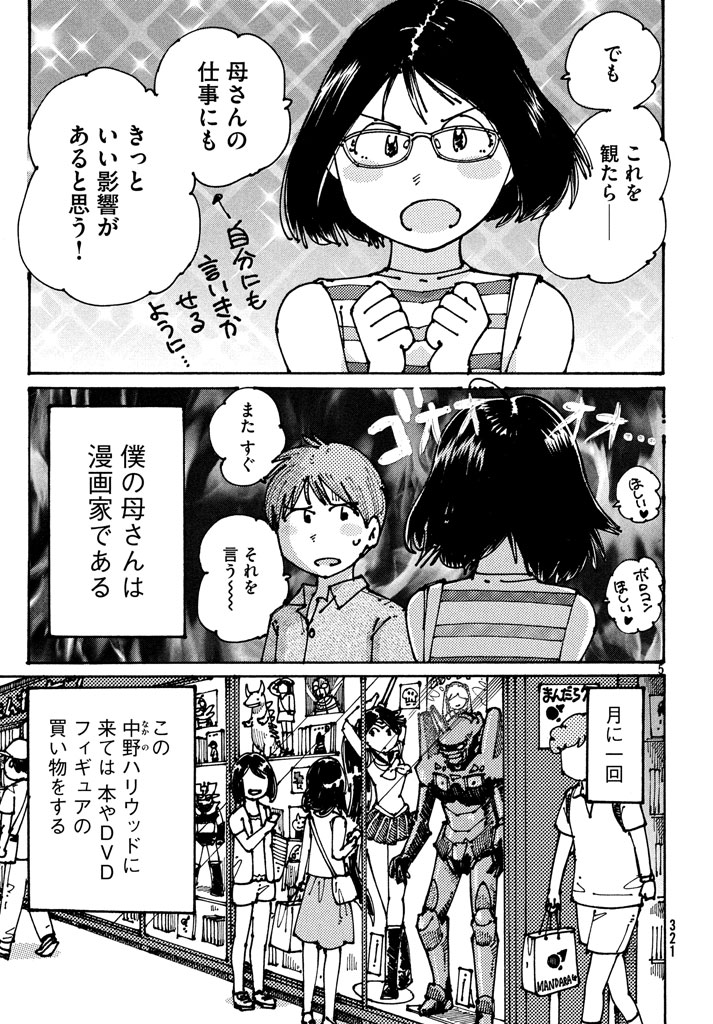 でも
これを
観たら──
母さんの
仕事にも
きっと
いい影響が
あると思う！
自分にも
言いきか
せる
ように…
ゴオオオオオ…
ほしい♥
ボロコン
ほしい♥
また すぐ
それを
言う〜〜
僕の母さんは
漫画家である
5
月に一回
まんだらけ
この
中野ハリウッドに
なかの
来ては 本やDVD
フィギュアの
買い物をする
MANDARA
321